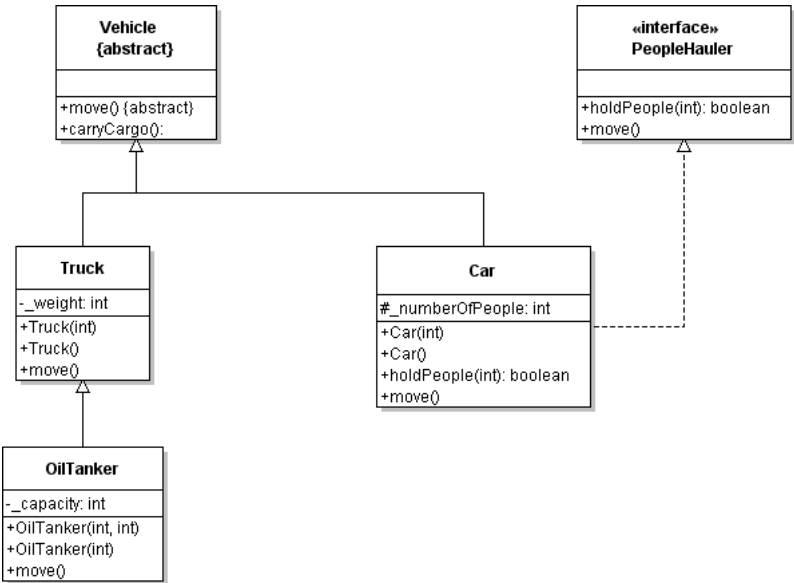 Vehicle
{abstract}
+move() {abstract}
+carryCargo():
«interface»
PeopleHauler
+holdPeople(int): boolean
+move()
Truck
-_weight: int
+Truck(int)
+Truck()
+move()
Car
#_numberOfPeople: int
+Car(int)
+Car()
+holdPeople(int): boolean
+move()
OilTanker
-_capacity: int
+OilTanker(int, int)
+OilTanker(int)
+move()